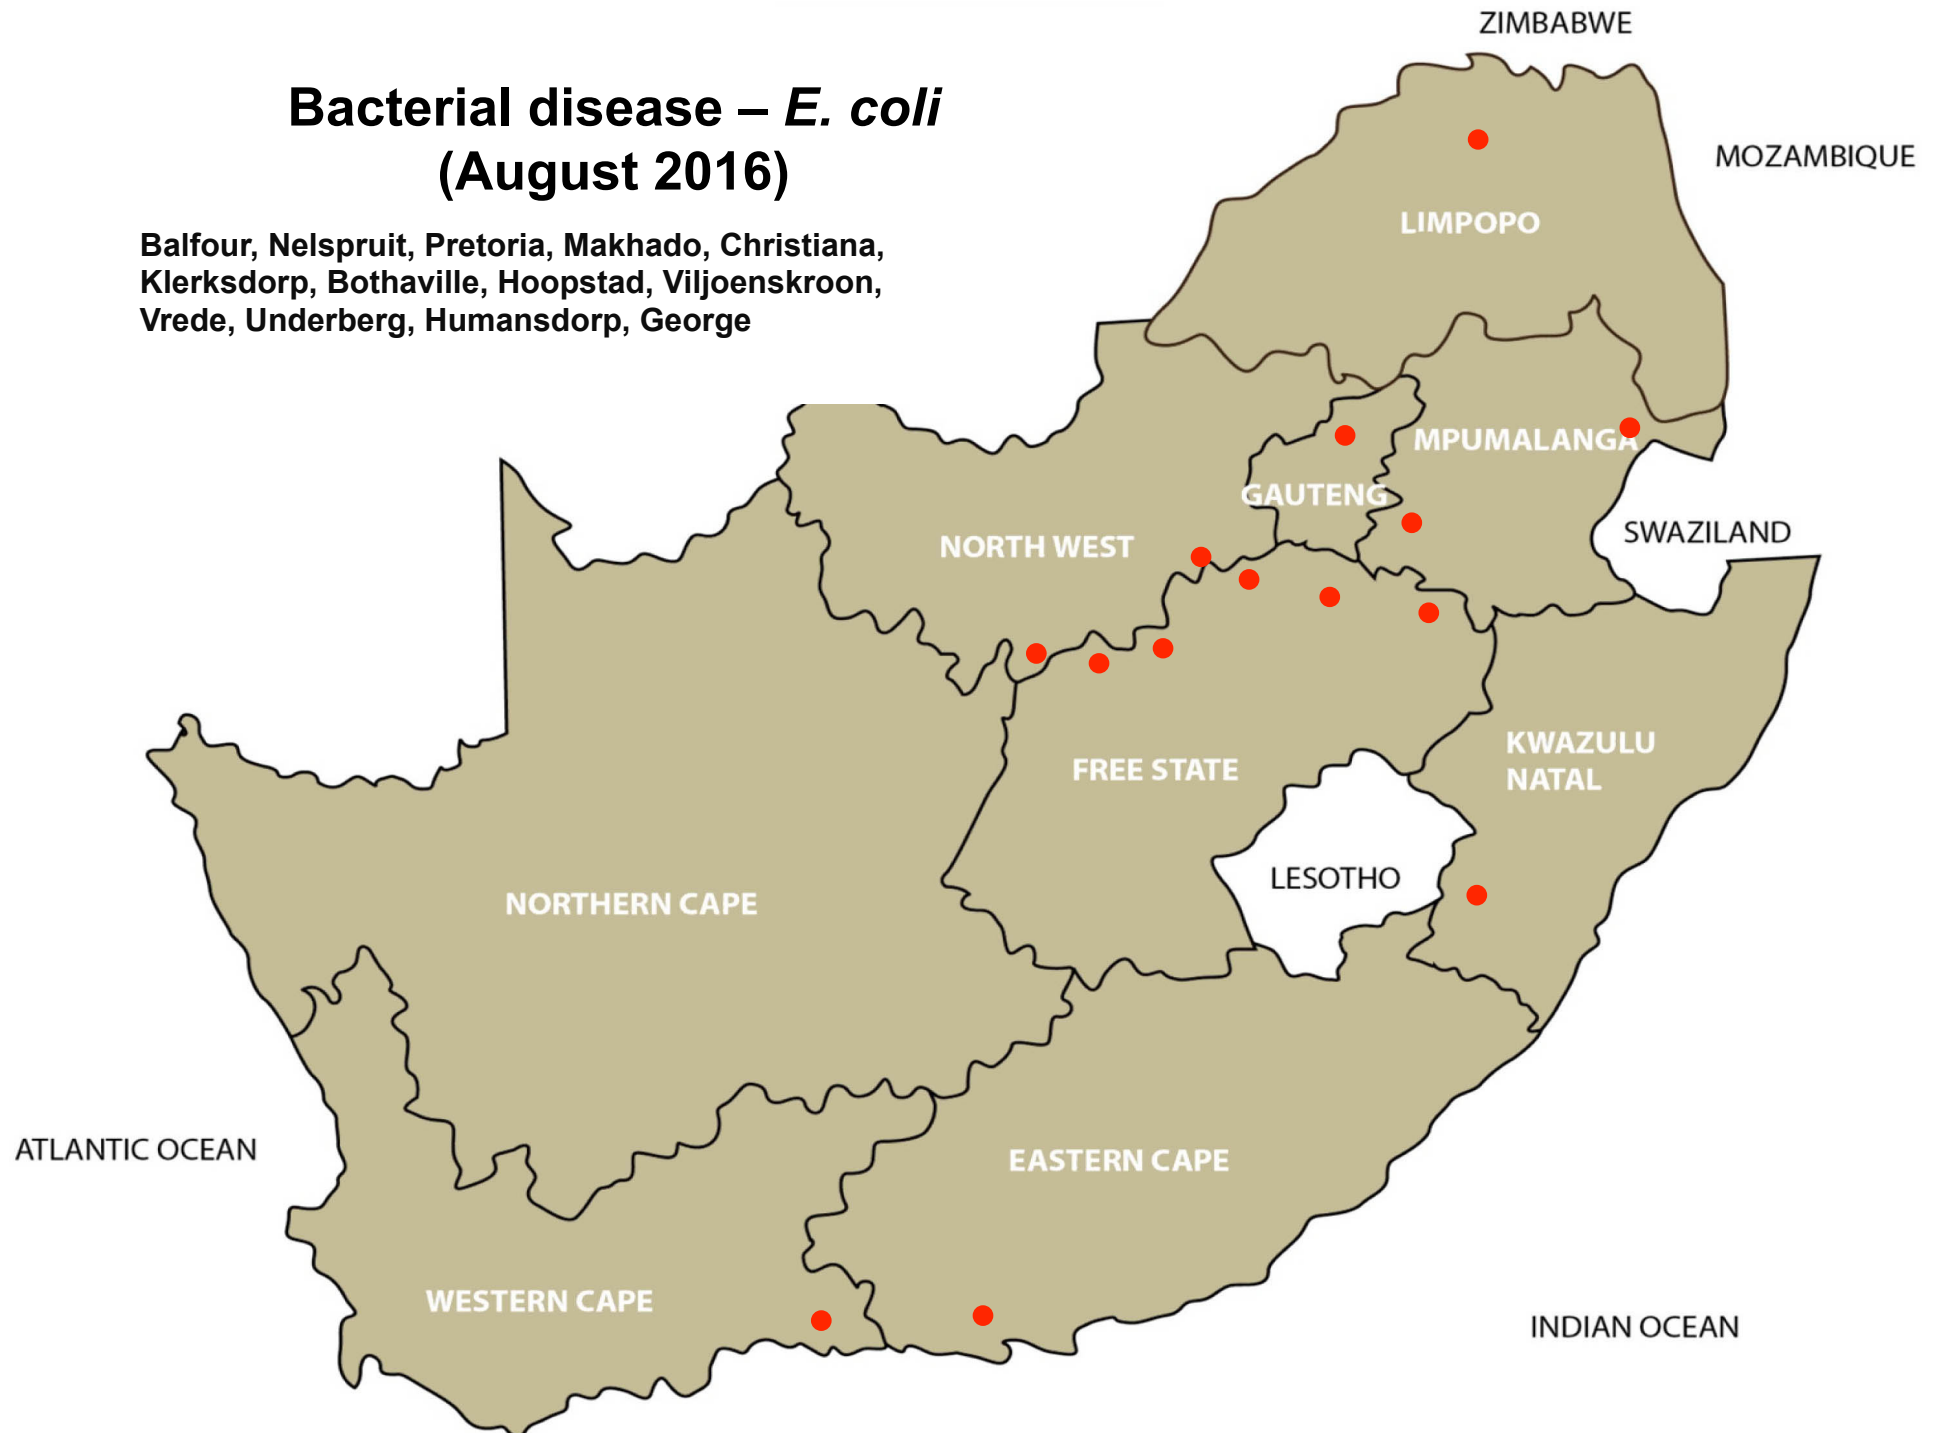 ZIMBABWE
Bacterial disease – E. coli
(August 2016)
MOZAMBIQUE
LIMPOPO
Balfour, Nelspruit, Pretoria, Makhado, Christiana,
Klerksdorp, Bothaville, Hoopstad, Viljoenskroon,
Vrede, Underberg, Humansdorp, George
MPUMALANGA
GAUTENG
SWAZILAND
NORTH WEST
KWAZULU
NATAL
FREE STATE
LESOTHO
NORTHERN CAPE
ATLANTIC OCEAN
EASTERN CAPE
WESTERN CAPE
INDIAN OCEAN